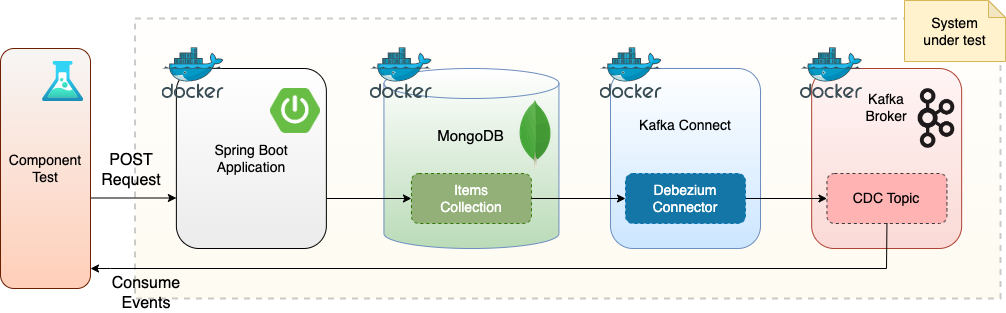 System
under test
docker
docker
docker
docker
Component
Test
POST
Request
Spring Boot
Application
MongoDB
Items
Collection
Kafka Connect
Debezium
Connector
Kafka
Broker
CDC Topic
Consume
Events